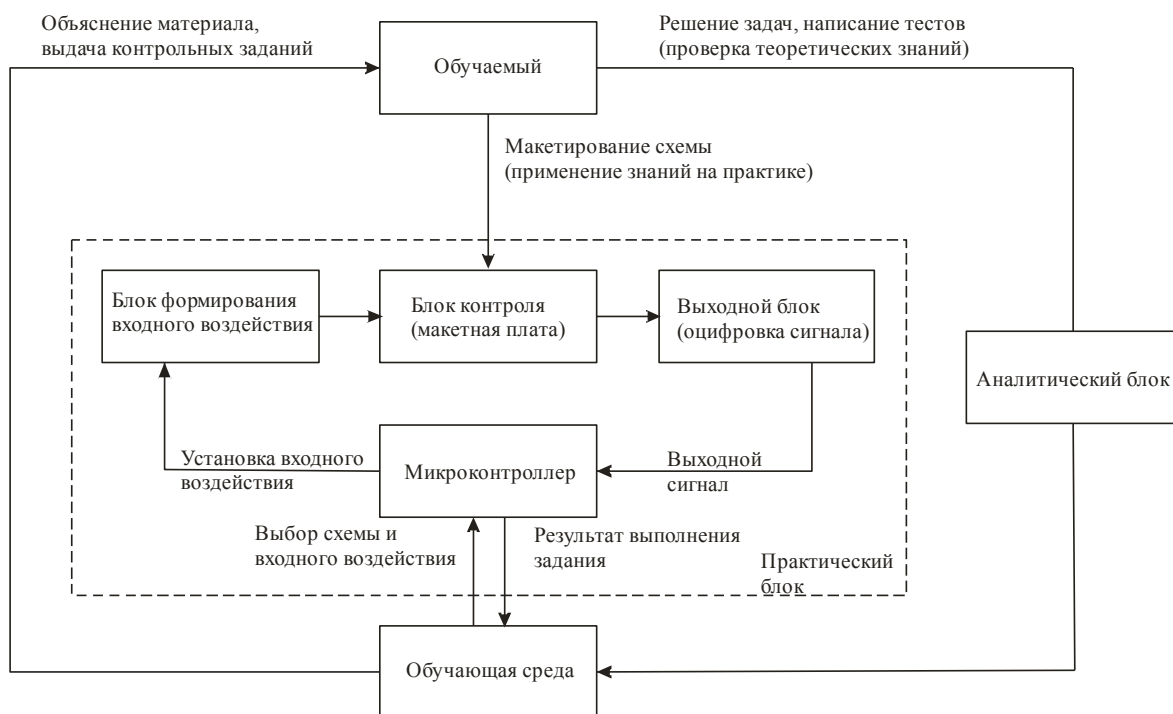 Объяснение материала,
выдача контрольных заданий
Решение задач, написание тестов
(проверка теоретических знаний)
Обучаемый
Макетирование схемы
(применение знаний на практике)
Блок формирования
входного воздействия
Блок контроля
(макетная плата)
Выходной блок
(оцифровка сигнала)
Аналитический блок
Установка входного
воздействия
Микроконтроллер
Выходной
сигнал
Выбор схемы и
входного воздействия
Результат выполнения
задания
Практический
блок
Обучающая среда